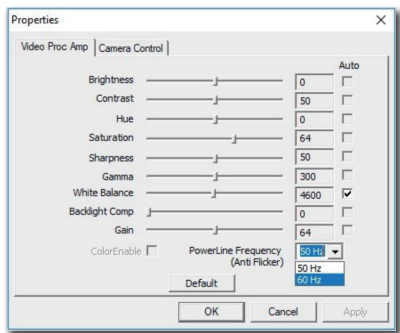 Properties
Video Proc Amp Camera Control
Auto
Brightness 0
Contrast 50
Hue 0
Saturation 64
Sharpness 50
Gamma 300
White Balance 4600
Backlight Comp 0
Gain 64
ColorEnable PowerLine Frequency 50 Hz
(Anti Flicker) 50 Hz
60 Hz
Default
OK Cancel Apply